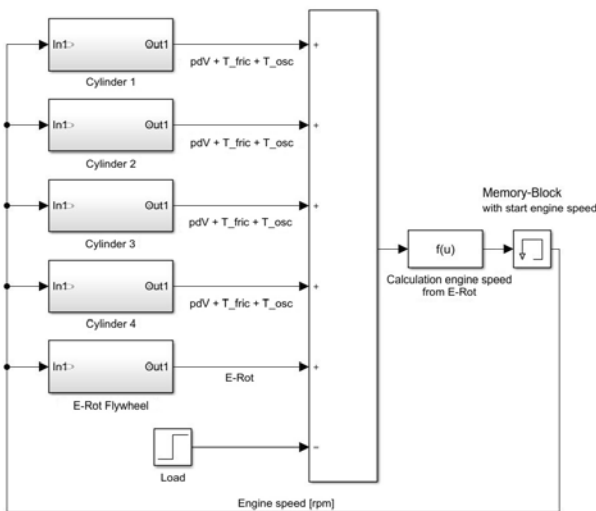 In1 Out1
Cylinder 1
pdV + T_fric + T_osc
+
In1 Out1
Cylinder 2
pdV + T_fric + T_osc
+
In1 Out1
Cylinder 3
pdV + T_fric + T_osc
+
In1 Out1
Cylinder 4
pdV + T_fric + T_osc
+
In1 Out1
E-Rot Flywheel
E-Rot
+
Load
−
f(u)
Calculation engine speed
from E-Rot
Memory-Block
with start engine speed
Engine speed [rpm]